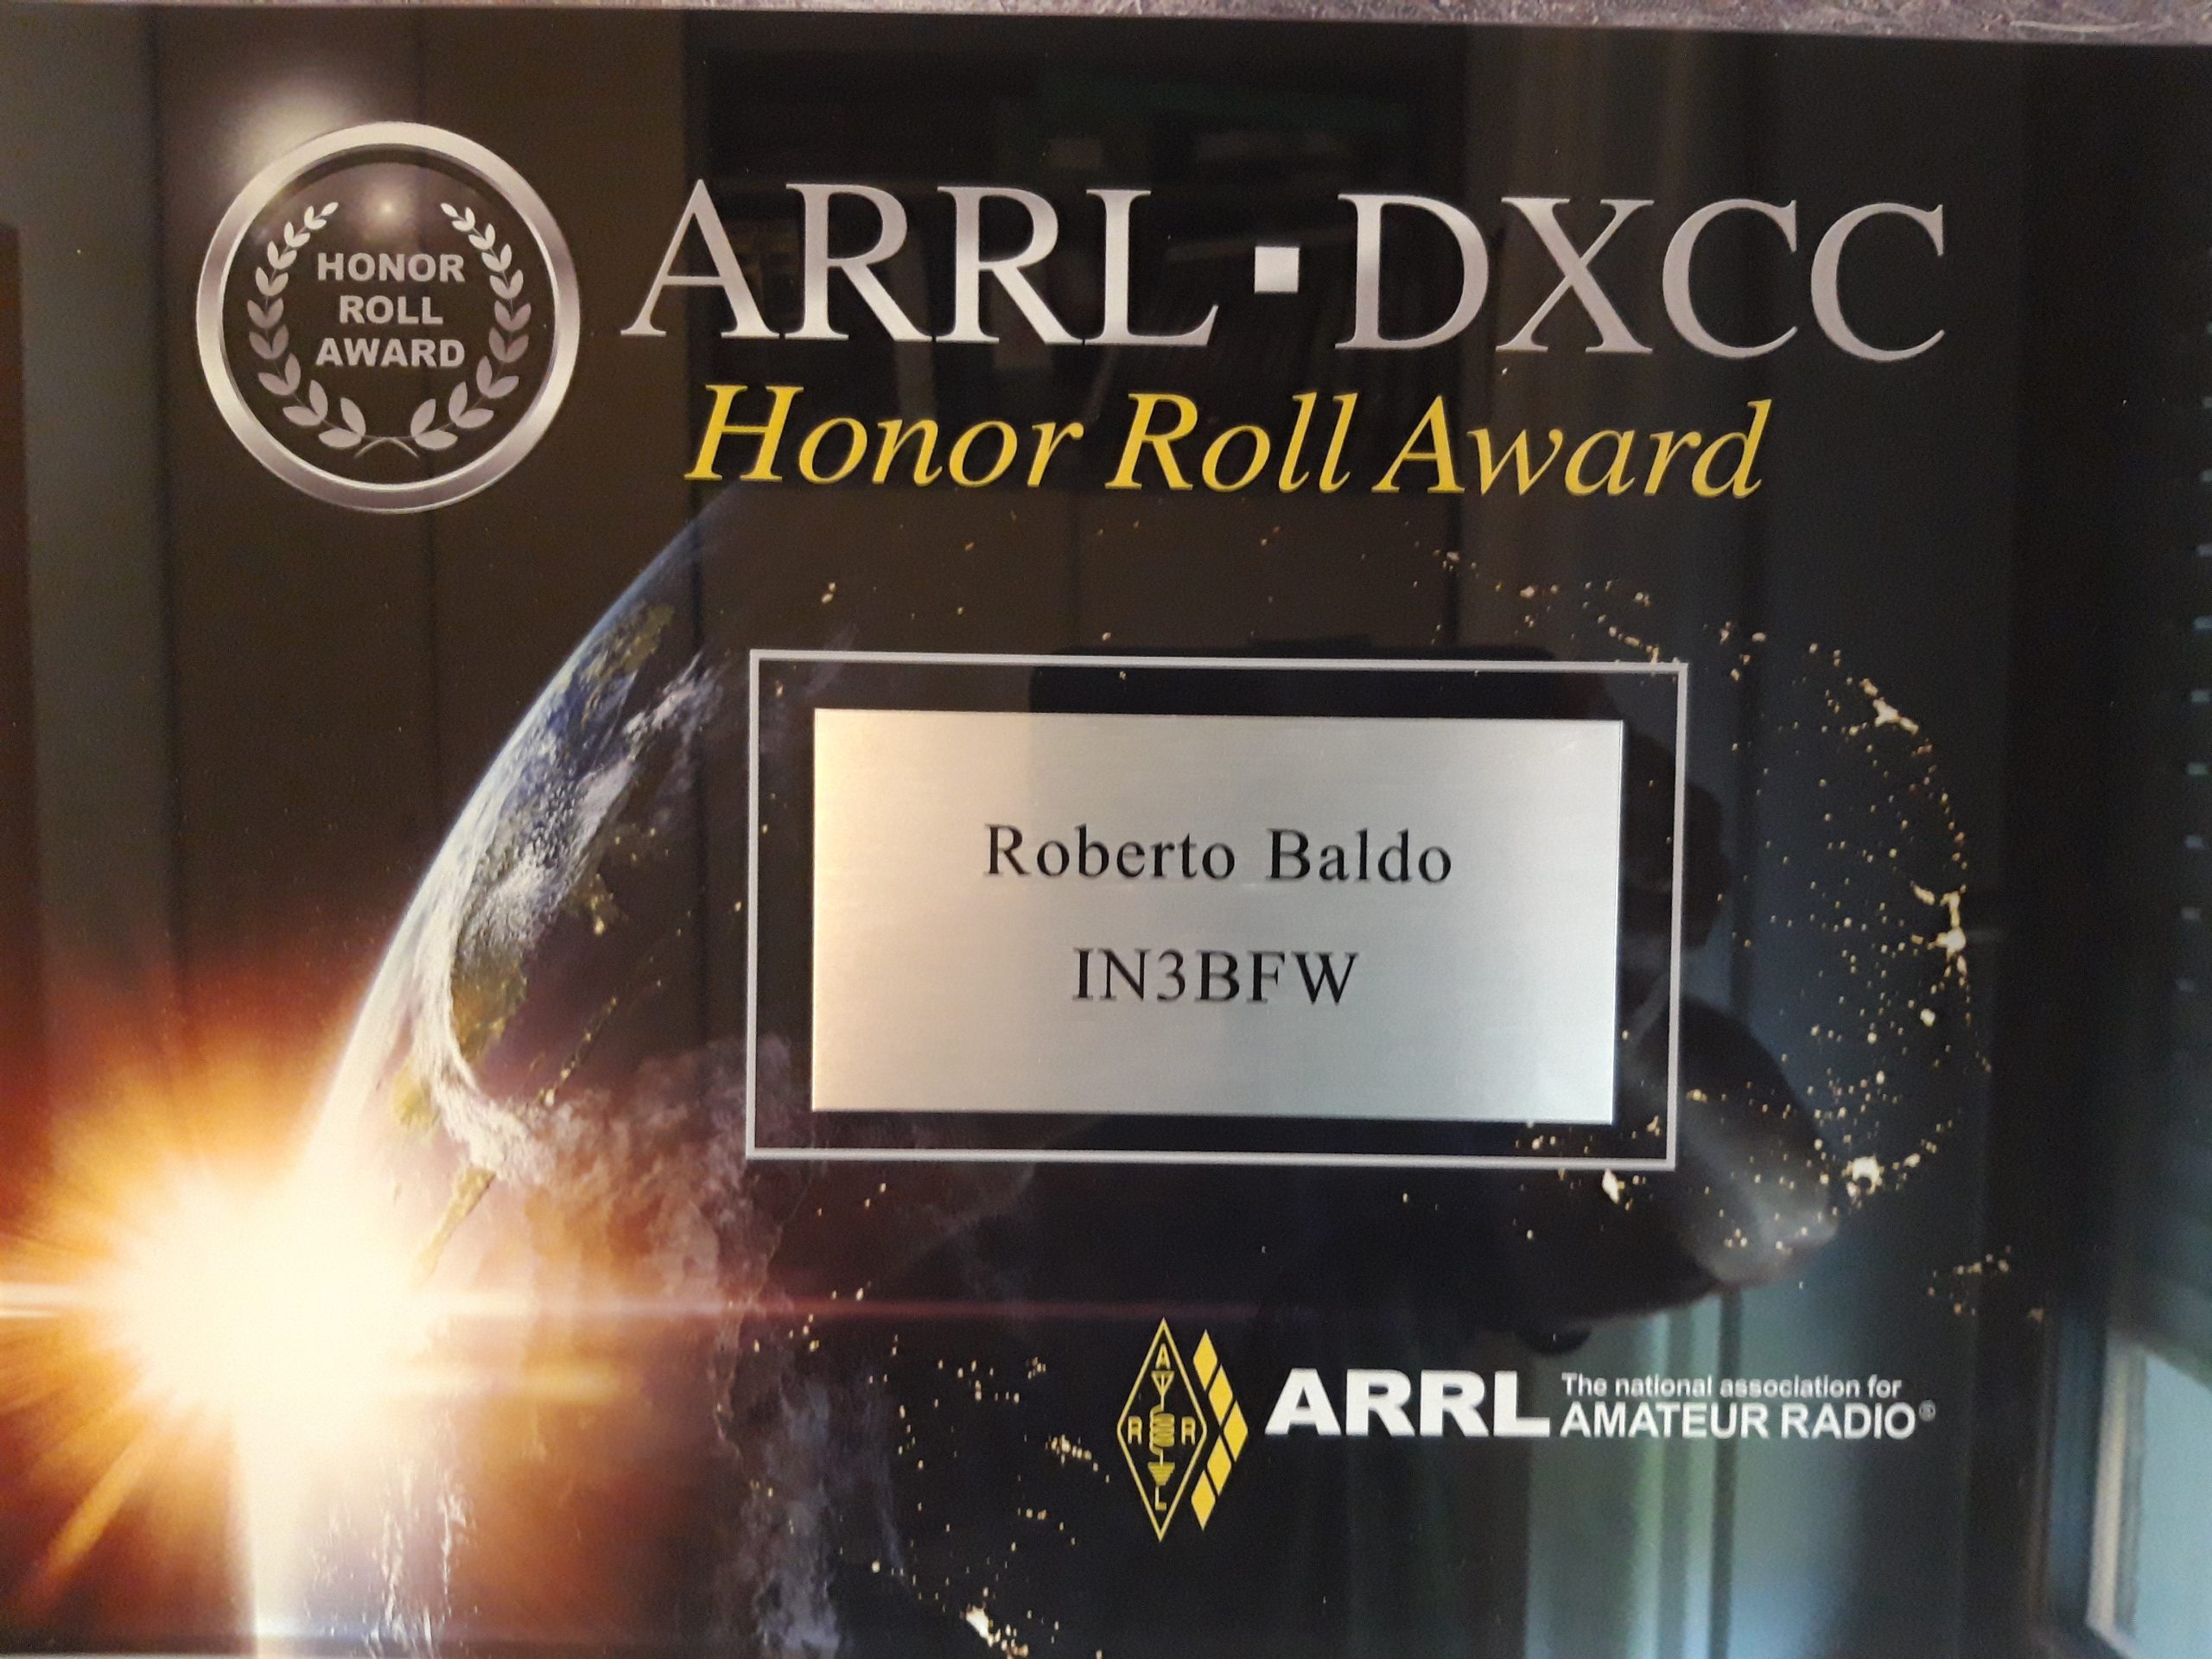 HONOR
ROLL
AWARD
ARRL ▪ DXCC
Honor Roll Award
Roberto Baldo
IN3BFW
A
R R
L
ARRL The national association for
AMATEUR RADIO®